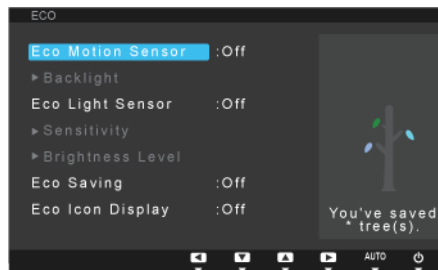 ECO
Eco Motion Sensor :Off
▸Backlight
Eco Light Sensor :Off
▸Sensitivity
▸Brightness Level
Eco Saving :Off
Eco Icon Display :Off
You've saved
* tree(s).
AUTO